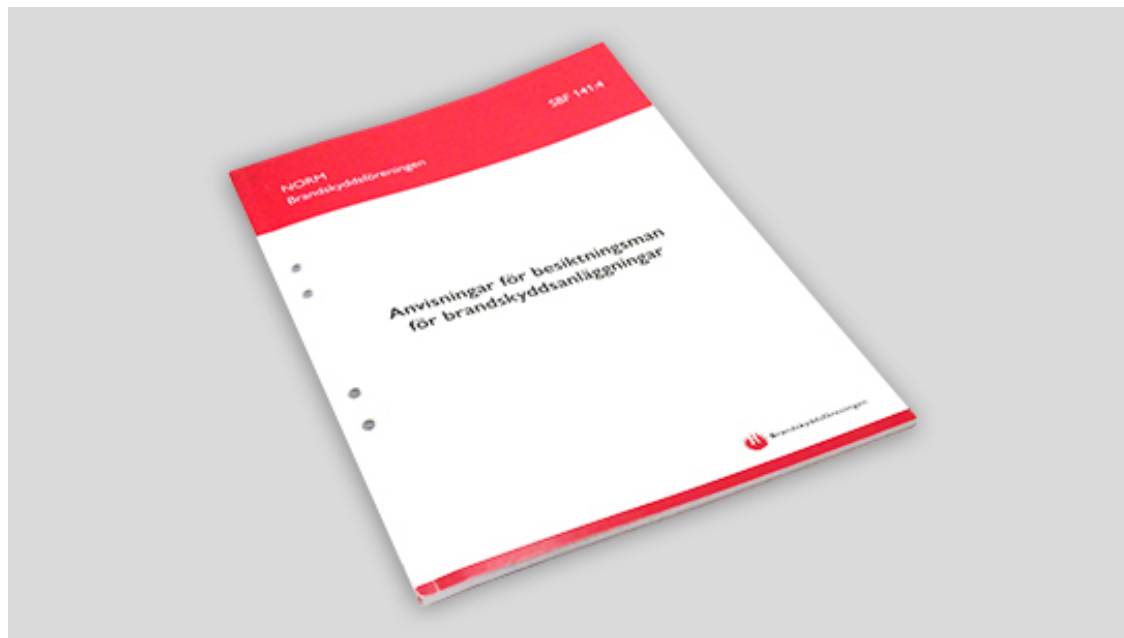 SBF 141:4
NORM
Brandskyddsföreningen
Anvisningar för besiktningsman
för brandskyddsanläggningar
Brandskyddsföreningen